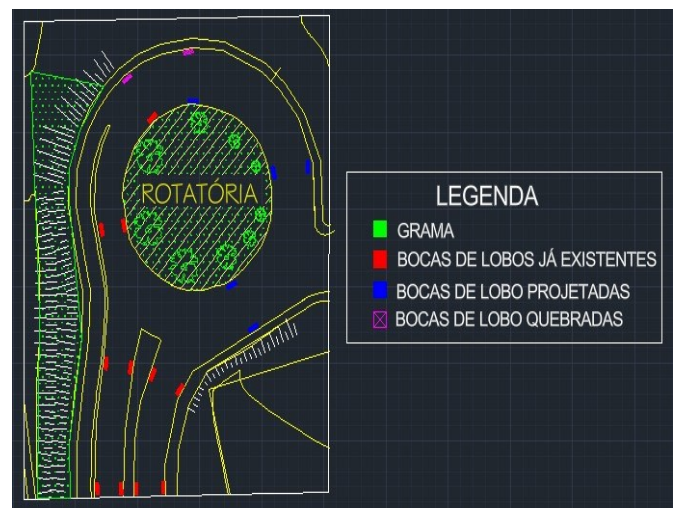 ROTATÓRIA
LEGENDA
GRAMA
BOCAS DE LOBOS JÁ EXISTENTES
BOCAS DE LOBO PROJETADAS
BOCAS DE LOBO QUEBRADAS